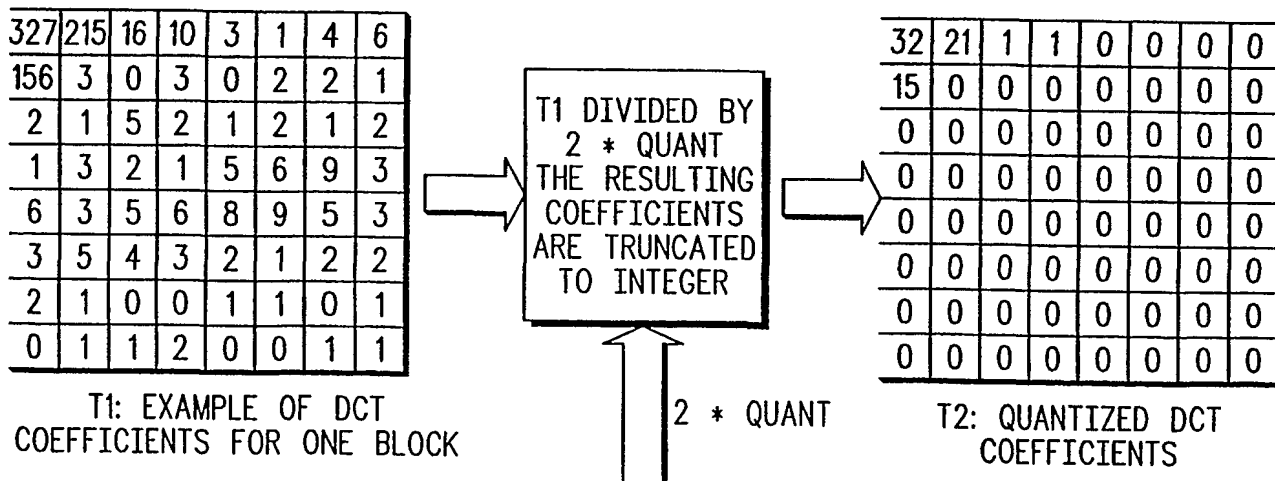 327 215 16 10 3 1 4 6
156 3 0 3 0 2 2 1
2 1 5 2 1 2 1 2
1 3 2 1 5 6 9 3
6 3 5 6 8 9 5 3
3 5 4 3 2 1 2 2
2 1 0 0 1 1 0 1
0 1 1 2 0 0 1 1
T1: EXAMPLE OF DCT
COEFFICIENTS FOR ONE BLOCK
T1 DIVIDED BY
2 * QUANT
THE RESULTING
COEFFICIENTS
ARE TRUNCATED
TO INTEGER
2 * QUANT
32 21 1 1 0 0 0 0
15 0 0 0 0 0 0 0
0 0 0 0 0 0 0 0
0 0 0 0 0 0 0 0
0 0 0 0 0 0 0 0
0 0 0 0 0 0 0 0
0 0 0 0 0 0 0 0
0 0 0 0 0 0 0 0
T2: QUANTIZED DCT
COEFFICIENTS